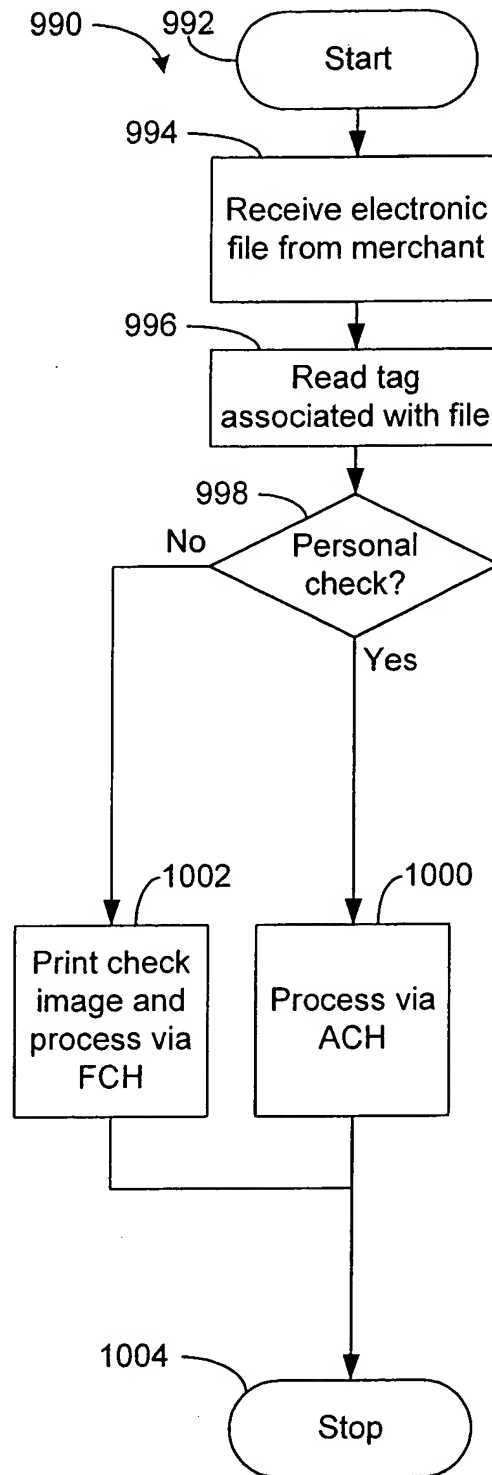 990
992
Start
994
Receive electronic
file from merchant
996
Read tag
associated with file
998
No
Personal
check?
Yes
1002
1000
Print check
image and
process via
FCH
Process via
ACH
1004
Stop